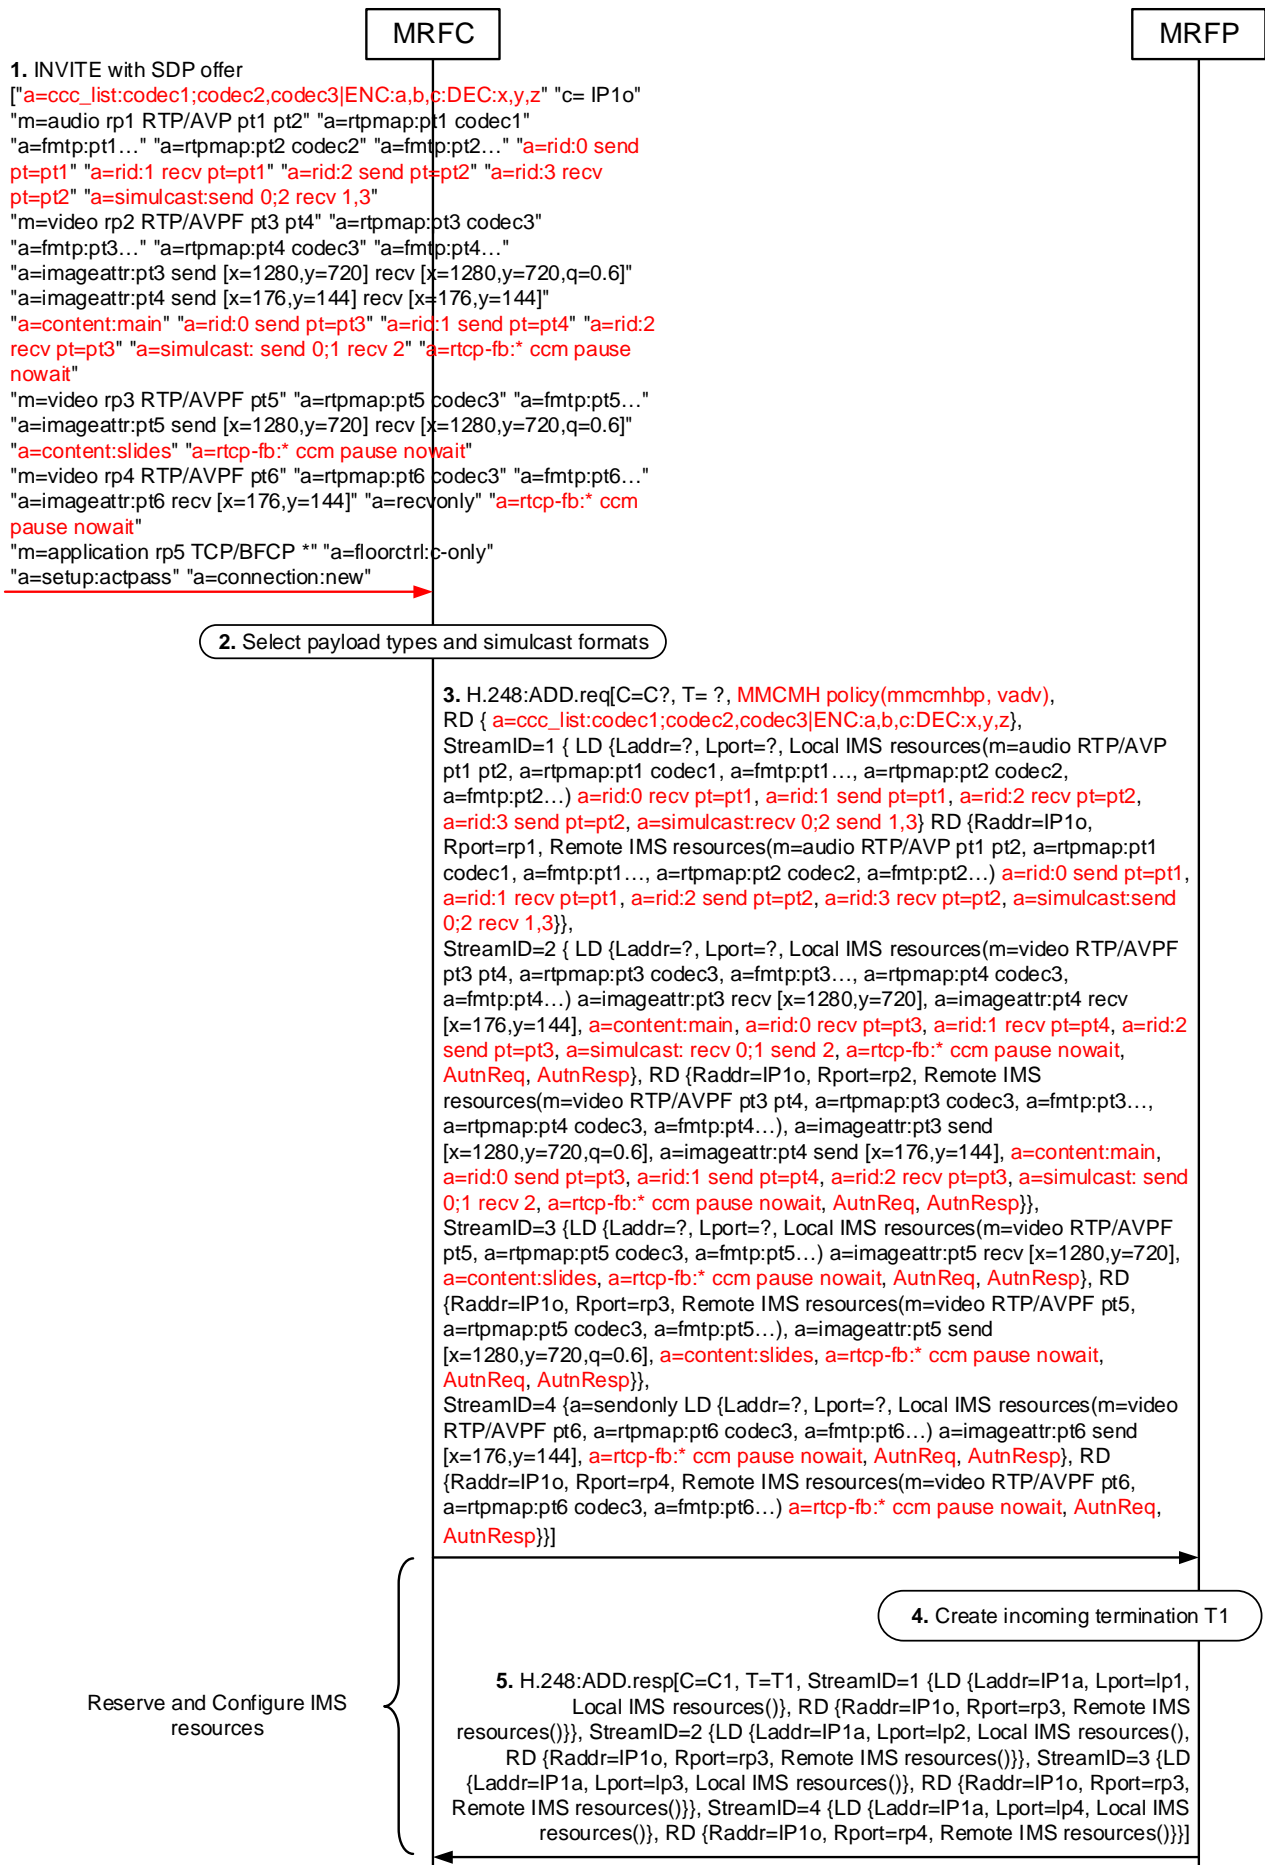 MRFC
MRFP
1. INVITE with SDP offer
["a=ccc_list:codec1;codec2,codec3|ENC:a,b,c:DEC:x,y,z" "c= IP1o"
"m=audio rp1 RTP/AVP pt1 pt2" "a=rtpmap:pt1 codec1"
"a=fmtp:pt1…" "a=rtpmap:pt2 codec2" "a=fmtp:pt2…" "a=rid:0 send
pt=pt1" "a=rid:1 recv pt=pt1" "a=rid:2 send pt=pt2" "a=rid:3 recv
pt=pt2" "a=simulcast:send 0;2 recv 1,3"
"m=video rp2 RTP/AVPF pt3 pt4" "a=rtpmap:pt3 codec3"
"a=fmtp:pt3…" "a=rtpmap:pt4 codec3" "a=fmtp:pt4…"
"a=imageattr:pt3 send [x=1280,y=720] recv [x=1280,y=720,q=0.6]"
"a=imageattr:pt4 send [x=176,y=144] recv [x=176,y=144]"
"a=content:main" "a=rid:0 send pt=pt3" "a=rid:1 send pt=pt4" "a=rid:2
recv pt=pt3" "a=simulcast: send 0;1 recv 2" "a=rtcp-fb:* ccm pause
nowait"
"m=video rp3 RTP/AVPF pt5" "a=rtpmap:pt5 codec3" "a=fmtp:pt5…"
"a=imageattr:pt5 send [x=1280,y=720] recv [x=1280,y=720,q=0.6]"
"a=content:slides" "a=rtcp-fb:* ccm pause nowait"
"m=video rp4 RTP/AVPF pt6" "a=rtpmap:pt6 codec3" "a=fmtp:pt6…"
"a=imageattr:pt6 recv [x=176,y=144]" "a=recvonly" "a=rtcp-fb:* ccm
pause nowait"
"m=application rp5 TCP/BFCP *" "a=floorctrl:c-only"
"a=setup:actpass" "a=connection:new"
2. Select payload types and simulcast formats
3. H.248:ADD.req[C=C?, T= ?, MMCMH policy(mmcmhbp, vadv),
RD { a=ccc_list:codec1;codec2,codec3|ENC:a,b,c:DEC:x,y,z},
StreamID=1 { LD {Laddr=?, Lport=?, Local IMS resources(m=audio RTP/AVP
pt1 pt2, a=rtpmap:pt1 codec1, a=fmtp:pt1…, a=rtpmap:pt2 codec2,
a=fmtp:pt2…) a=rid:0 recv pt=pt1, a=rid:1 send pt=pt1, a=rid:2 recv pt=pt2,
a=rid:3 send pt=pt2, a=simulcast:recv 0;2 send 1,3} RD {Raddr=IP1o,
Rport=rp1, Remote IMS resources(m=audio RTP/AVP pt1 pt2, a=rtpmap:pt1
codec1, a=fmtp:pt1…, a=rtpmap:pt2 codec2, a=fmtp:pt2…) a=rid:0 send pt=pt1,
a=rid:1 recv pt=pt1, a=rid:2 send pt=pt2, a=rid:3 recv pt=pt2, a=simulcast:send
0;2 recv 1,3}},
StreamID=2 { LD {Laddr=?, Lport=?, Local IMS resources(m=video RTP/AVPF
pt3 pt4, a=rtpmap:pt3 codec3, a=fmtp:pt3…, a=rtpmap:pt4 codec3,
a=fmtp:pt4…) a=imageattr:pt3 recv [x=1280,y=720], a=imageattr:pt4 recv
[x=176,y=144], a=content:main, a=rid:0 recv pt=pt3, a=rid:1 recv pt=pt4, a=rid:2
send pt=pt3, a=simulcast: recv 0;1 send 2, a=rtcp-fb:* ccm pause nowait,
AutnReq, AutnResp}, RD {Raddr=IP1o, Rport=rp2, Remote IMS
resources(m=video RTP/AVPF pt3 pt4, a=rtpmap:pt3 codec3, a=fmtp:pt3…,
a=rtpmap:pt4 codec3, a=fmtp:pt4…), a=imageattr:pt3 send
[x=1280,y=720,q=0.6], a=imageattr:pt4 send [x=176,y=144], a=content:main,
a=rid:0 send pt=pt3, a=rid:1 send pt=pt4, a=rid:2 recv pt=pt3, a=simulcast: send
0;1 recv 2, a=rtcp-fb:* ccm pause nowait, AutnReq, AutnResp}},
StreamID=3 {LD {Laddr=?, Lport=?, Local IMS resources(m=video RTP/AVPF
pt5, a=rtpmap:pt5 codec3, a=fmtp:pt5…) a=imageattr:pt5 recv [x=1280,y=720],
a=content:slides, a=rtcp-fb:* ccm pause nowait, AutnReq, AutnResp}, RD
{Raddr=IP1o, Rport=rp3, Remote IMS resources(m=video RTP/AVPF pt5,
a=rtpmap:pt5 codec3, a=fmtp:pt5…), a=imageattr:pt5 send
[x=1280,y=720,q=0.6], a=content:slides, a=rtcp-fb:* ccm pause nowait,
AutnReq, AutnResp}},
StreamID=4 {a=sendonly LD {Laddr=?, Lport=?, Local IMS resources(m=video
RTP/AVPF pt6, a=rtpmap:pt6 codec3, a=fmtp:pt6…) a=imageattr:pt6 send
[x=176,y=144], a=rtcp-fb:* ccm pause nowait, AutnReq, AutnResp}, RD
{Raddr=IP1o, Rport=rp4, Remote IMS resources(m=video RTP/AVPF pt6,
a=rtpmap:pt6 codec3, a=fmtp:pt6…) a=rtcp-fb:* ccm pause nowait, AutnReq,
AutnResp}}]
4. Create incoming termination T1
5. H.248:ADD.resp[C=C1, T=T1, StreamID=1 {LD {Laddr=IP1a, Lport=lp1,
Local IMS resources()}, RD {Raddr=IP1o, Rport=rp3, Remote IMS
resources()}}, StreamID=2 {LD {Laddr=IP1a, Lport=lp2, Local IMS resources(),
RD {Raddr=IP1o, Rport=rp3, Remote IMS resources()}}, StreamID=3 {LD
{Laddr=IP1a, Lport=lp3, Local IMS resources()}, RD {Raddr=IP1o, Rport=rp3,
Remote IMS resources()}}, StreamID=4 {LD {Laddr=IP1a, Lport=lp4, Local IMS
resources()}, RD {Raddr=IP1o, Rport=rp4, Remote IMS resources()}}]
Reserve and Configure IMS
resources